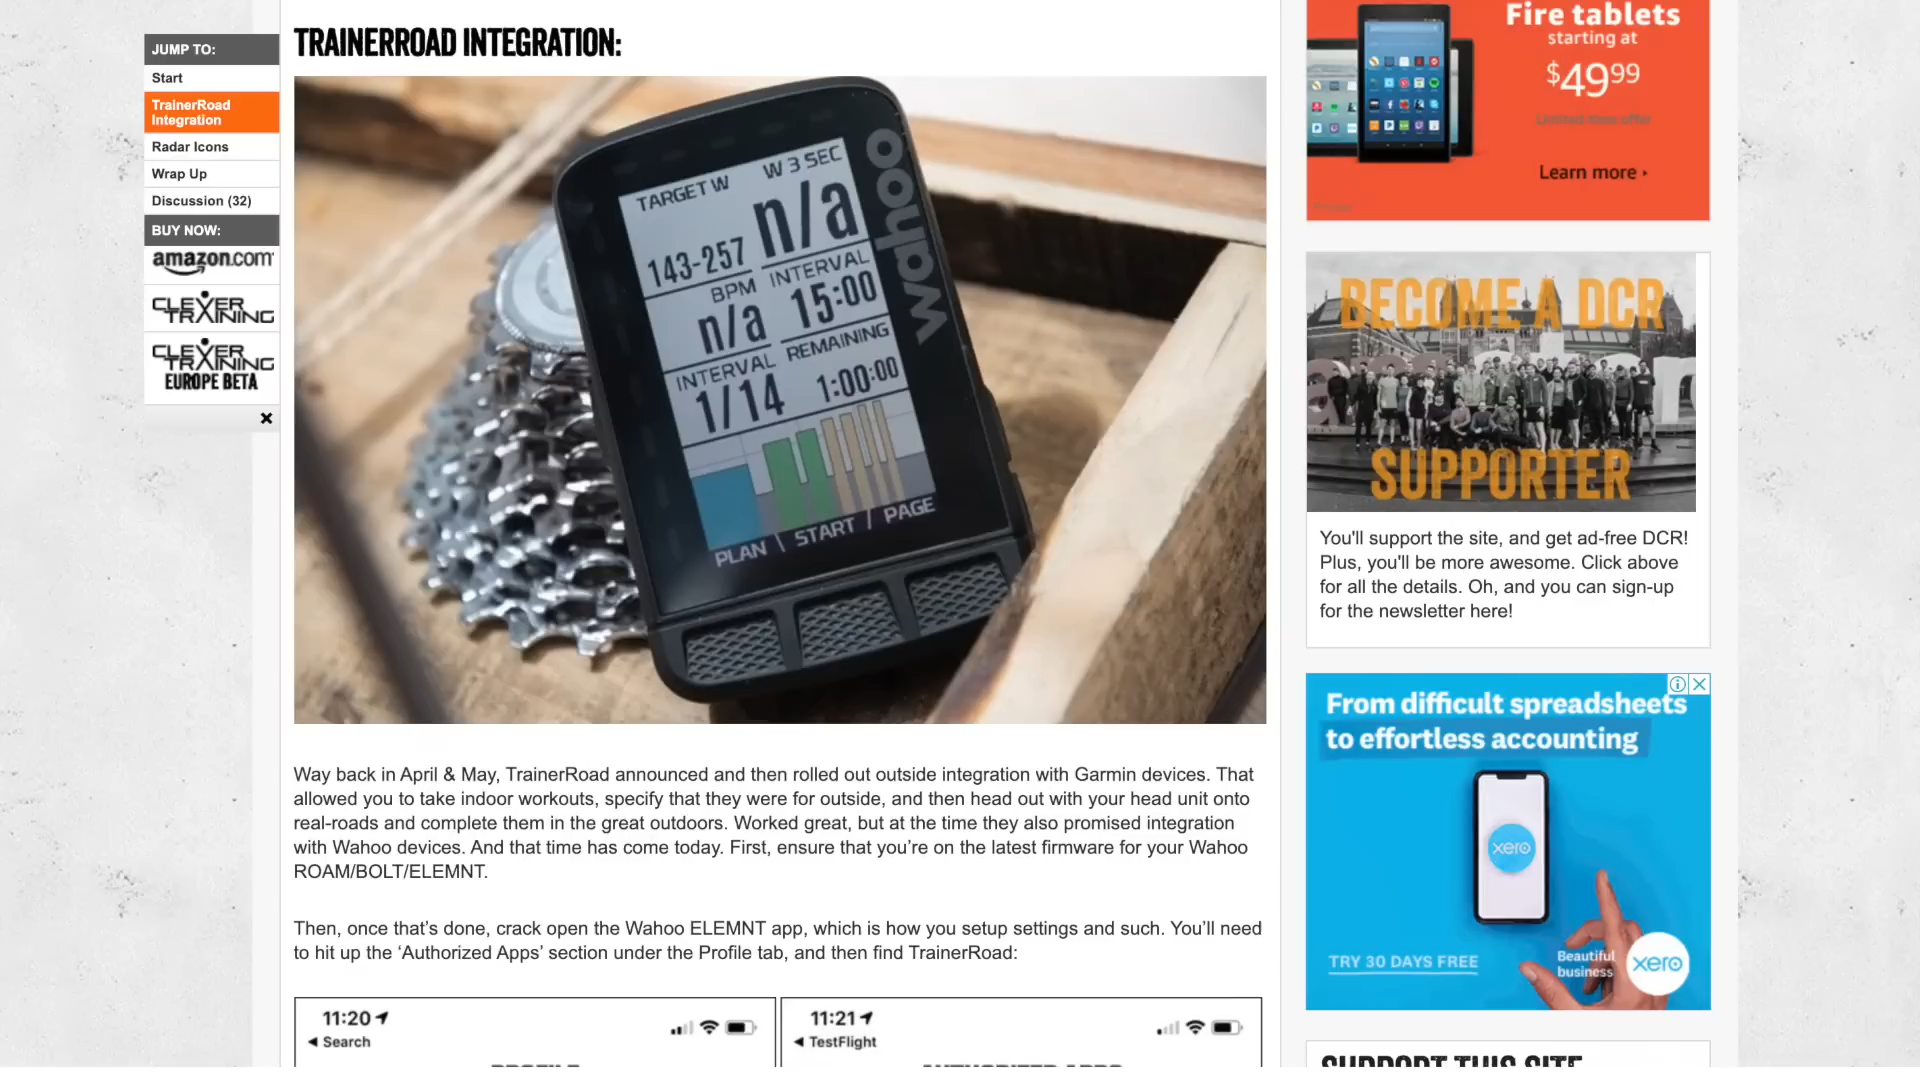 JUMP TO:
Start
TrainerRoad
Integration
Radar Icons
Wrap Up
Discussion (32)
BUY NOW:
amazon.com
CLEVER
TRAINING
CLEVER
TRAINING
EUROPE BETA
TRAINERROAD INTEGRATION:
wahoo
TARGET W
W 3 SEC
143-257
n/a
BPM
INTERVAL
n/a
15:00
INTERVAL
REMAINING
1/14
1:00:00
PLAN \ START / PAGE
Way back in April & May, TrainerRoad announced and then rolled out outside integration with Garmin devices. That
allowed you to take indoor workouts, specify that they were for outside, and then head out with your head unit onto
real-roads and complete them in the great outdoors. Worked great, but at the time they also promised integration
with Wahoo devices. And that time has come today. First, ensure that you’re on the latest firmware for your Wahoo
ROAM/BOLT/ELEMNT.
Then, once that’s done, crack open the Wahoo ELEMNT app, which is how you setup settings and such. You’ll need
to hit up the ‘Authorized Apps’ section under the Profile tab, and then find TrainerRoad:
11:20
Search
PROFILE
11:21
TestFlight
AUTHORIZED APPS
Fire tablets
starting at
$49.99
Limited-time offer
Learn more
BECOME A DCR
SUPPORTER
You'll support the site, and get ad-free DCR!
Plus, you'll be more awesome. Click above
for all the details. Oh, and you can sign-up
for the newsletter here!
From difficult spreadsheets
to effortless accounting
xero
TRY 30 DAYS FREE
Beautiful
business
xero
SUPPORT THIS SITE